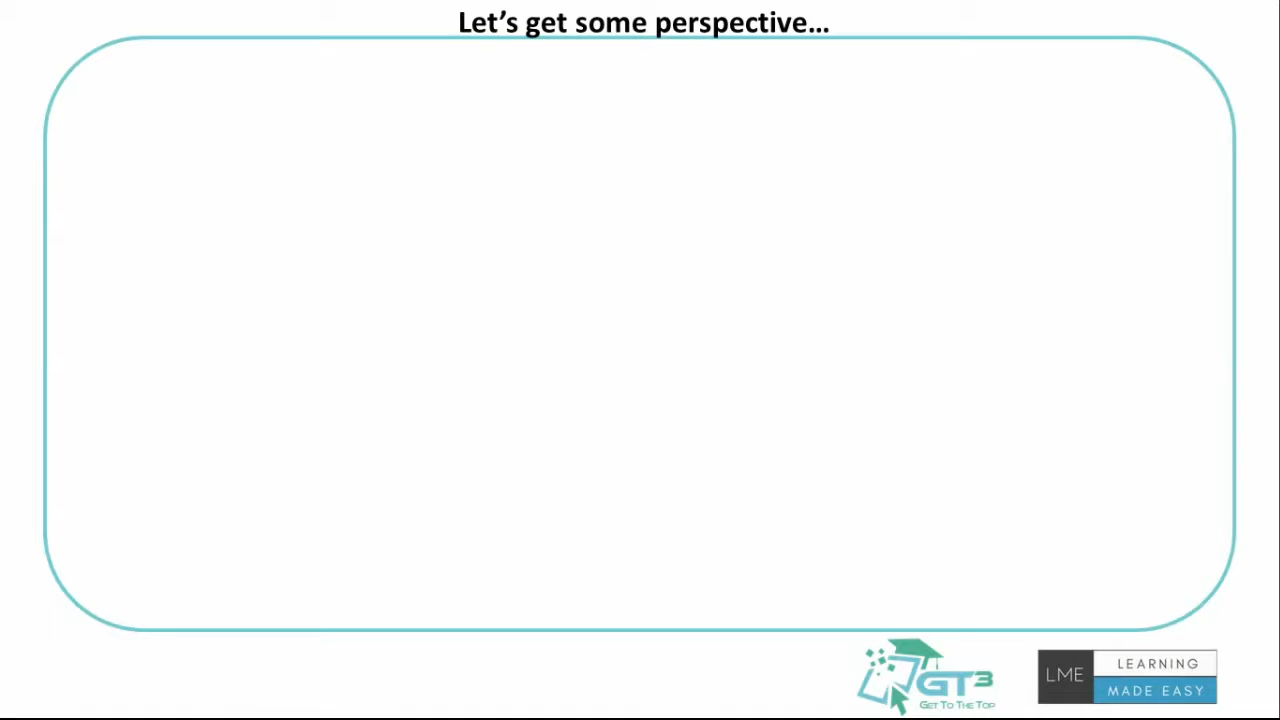 Let’s get some perspective…
GT3
GET TO THE TOP
LME
LEARNING
MADE EASY